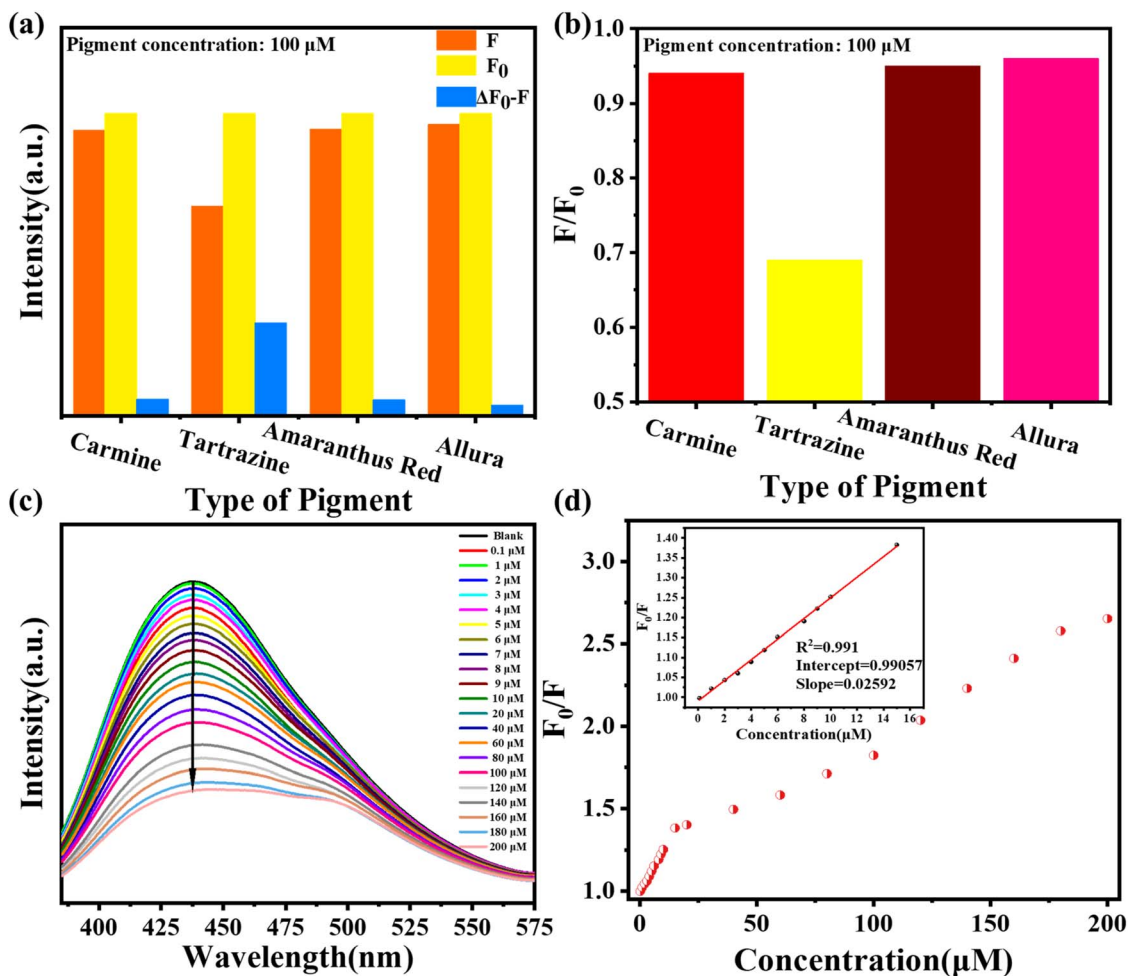 (a)
Pigment concentration: 100 μM
F
F₀
ΔF₀-F
Intensity(a.u.)
Carmine
Tartrazine
Amaranthus Red
Allura
Type of Pigment
(b)
Pigment concentration: 100 μM
1.0
0.9
0.8
0.7
0.6
0.5
F/F₀
Carmine
Tartrazine
Amaranthus Red
Allura
Type of Pigment
(c)
Blank
0.1 μM
1 μM
2 μM
3 μM
4 μM
5 μM
6 μM
7 μM
8 μM
9 μM
10 μM
20 μM
40 μM
60 μM
80 μM
100 μM
120 μM
140 μM
160 μM
180 μM
200 μM
Intensity(a.u.)
400 425 450 475 500 525 550 575
Wavelength(nm)
(d)
3.0
2.5
2.0
1.5
1.0
F₀/F
1.40
1.35
1.30
1.25
1.20
1.15
1.10
1.05
1.00
F₀/F
R²=0.991
Intercept=0.99057
Slope=0.02592
0 2 4 6 8 10 12 14 16
Concentration(μM)
0 50 100 150 200
Concentration(μM)